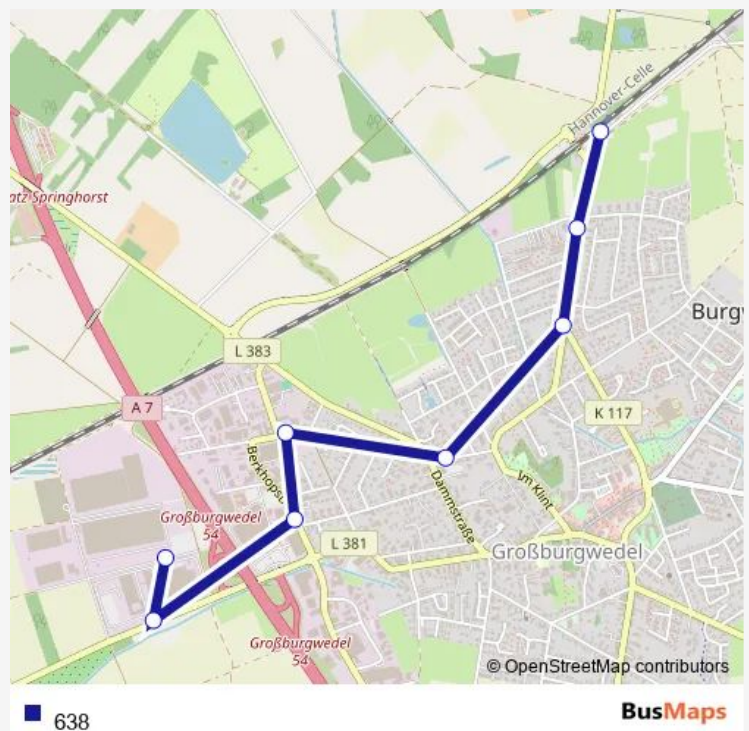 Hannover-Celle
atz Springhorst
Burgw
L 383
A 7
K 117
Berkhopst
Dammstraße
Im Klint
Großburgwedel
54
L 381
Großburgwedel
Großburgwedel
54
© OpenStreetMap contributors
638
BusMaps